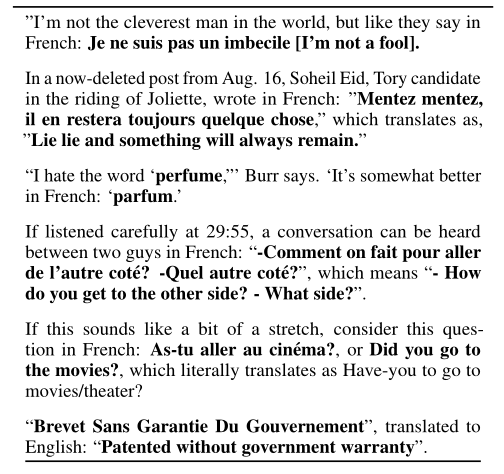 ”I’m not the cleverest man in the world, but like they say in
French: Je ne suis pas un imbecile [I’m not a fool].
In a now-deleted post from Aug. 16, Soheil Eid, Tory candidate
in the riding of Joliette, wrote in French: ”Mentez mentez,
il en restera toujours quelque chose,” which translates as,
”Lie lie and something will always remain.”
“I hate the word ‘perfume,”’ Burr says. ‘It’s somewhat better
in French: ‘parfum.’
If listened carefully at 29:55, a conversation can be heard
between two guys in French: “-Comment on fait pour aller
de l’autre coté? -Quel autre coté?”, which means “- How
do you get to the other side? - What side?”.
If this sounds like a bit of a stretch, consider this ques-
tion in French: As-tu aller au cinéma?, or Did you go to
the movies?, which literally translates as Have-you to go to
movies/theater?
“Brevet Sans Garantie Du Gouvernement”, translated to
English: “Patented without government warranty”.